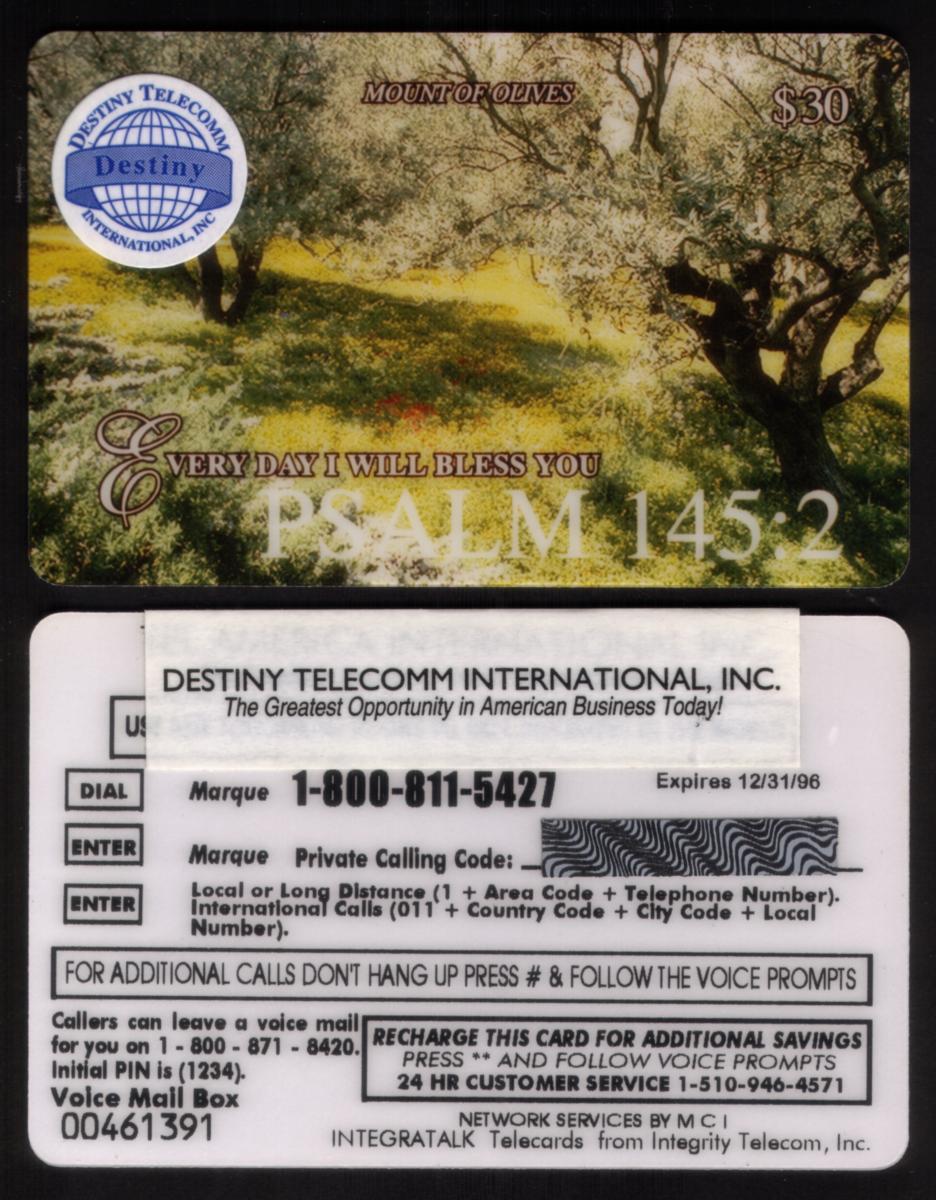 DESTINY TELECOMM
Destiny
INTERNATIONAL, INC
MOUNT OF OLIVES
$30
EVERY DAY I WILL BLESS YOU
PSALM 145:2
AMERICA INTERNATIONAL INC.
DESTINY TELECOMM INTERNATIONAL, INC.
The Greatest Opportunity in American Business Today!
US
DIAL Marque 1-800-811-5427 Expires 12/31/96
ENTER Marque Private Calling Code:
ENTER Local or Long Distance (1 + Area Code + Telephone Number).
International Calls (011 + Country Code + City Code + Local
Number).
FOR ADDITIONAL CALLS DON'T HANG UP PRESS # & FOLLOW THE VOICE PROMPTS
Callers can leave a voice mail
for you on 1 - 800 - 871 - 8420.
Initial PIN is (1234).
Voice Mail Box
00461391
RECHARGE THIS CARD FOR ADDITIONAL SAVINGS
PRESS ** AND FOLLOW VOICE PROMPTS
24 HR CUSTOMER SERVICE 1-510-946-4571
NETWORK SERVICES BY M C I
INTEGRATALK Telecards from Integrity Telecom, Inc.